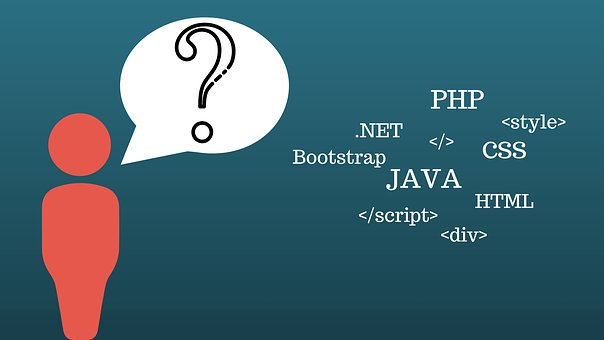 ?
PHP
<style>
.NET
</>
CSS
Bootstrap
JAVA
HTML
</script>
<div>